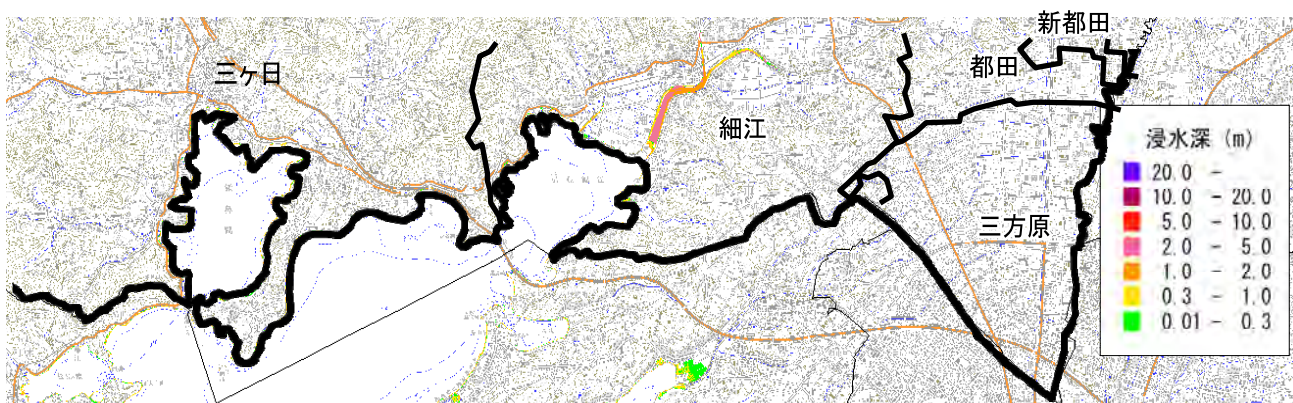 新都田
都田
三ヶ日
細江
三方原
浸水深 (m)
20.0 -
10.0 - 20.0
5.0 - 10.0
2.0 - 5.0
1.0 - 2.0
0.3 - 1.0
0.01 - 0.3